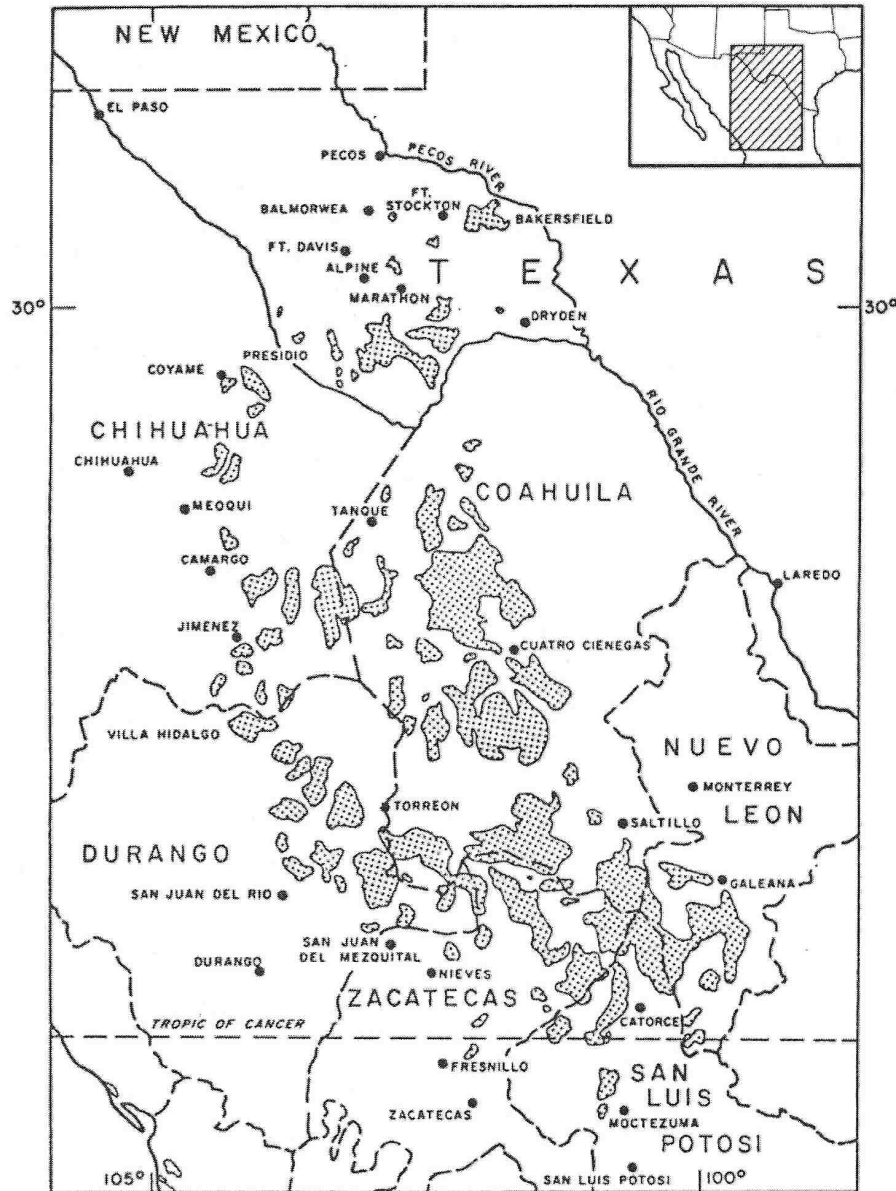 NEW MEXICO
EL PASO
PECOS
PECOS RIVER
FT.
STOCKTON
BALMORWEA
BAKERSFIELD
FT. DAVIS
ALPINE
MARATHON
TEXAS
30°
30°
DRYDEN
PRESIDIO
COYAME
CHIHUAHUA
CHIHUAHUA
RIO GRANDE RIVER
COAHUILA
MEOQUI
TANQUE
CAMARGO
LAREDO
JIMENEZ
CUATRO CIENEGAS
VILLA HIDALGO
NUEVO
LEON
MONTERREY
TORREON
SALTILLO
DURANGO
GALEANA
SAN JUAN DEL RIO
SAN JUAN
DEL MEZQUITAL
DURANGO
NIEVES
ZACATECAS
CATORCE
TROPIC OF CANCER
FRESNILLO
SAN
LUIS
POTOSI
ZACATECAS
MOCTEZUMA
105°
SAN LUIS POTOSI
100°